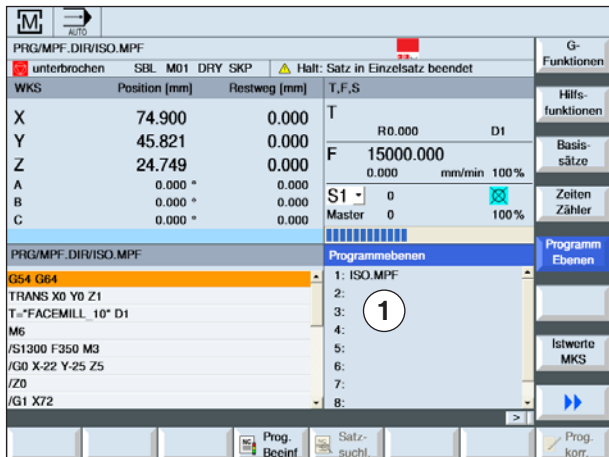 M
AUTO
PRG/MPF.DIR/ISO.MPF
G-
Funktionen
unterbrochen SBL M01 DRY SKP Halt: Satz in Einzelsatz beendet
WKS Position [mm] Restweg [mm] T,F,S
Hilfs-
funktionen
X 74.900 0.000 T
R0.000 D1
Y 45.821 0.000
Basis-
sätze
Z 24.749 0.000 F 15000.000
0.000 mm/min 100%
A 0.000 ° 0.000
B 0.000 ° 0.000 S1 0
C 0.000 ° 0.000 Master 0 100%
Zeiten
Zähler
Programm
Ebenen
PRG/MPF.DIR/ISO.MPF Programmebenen
G54 G64 1: ISO.MPF
TRANS X0 Y0 Z1 2:
T="FACEMILL_10" D1 3:
1
M6 4:
/S1300 F350 M3 5:
/G0 X-22 Y-25 Z5 6:
/Z0 7:
/G1 X72 8:
Istwerte
MKS
>
NC Prog.
Beeinf
NC Satz-
suchl.
Prog.
korr.